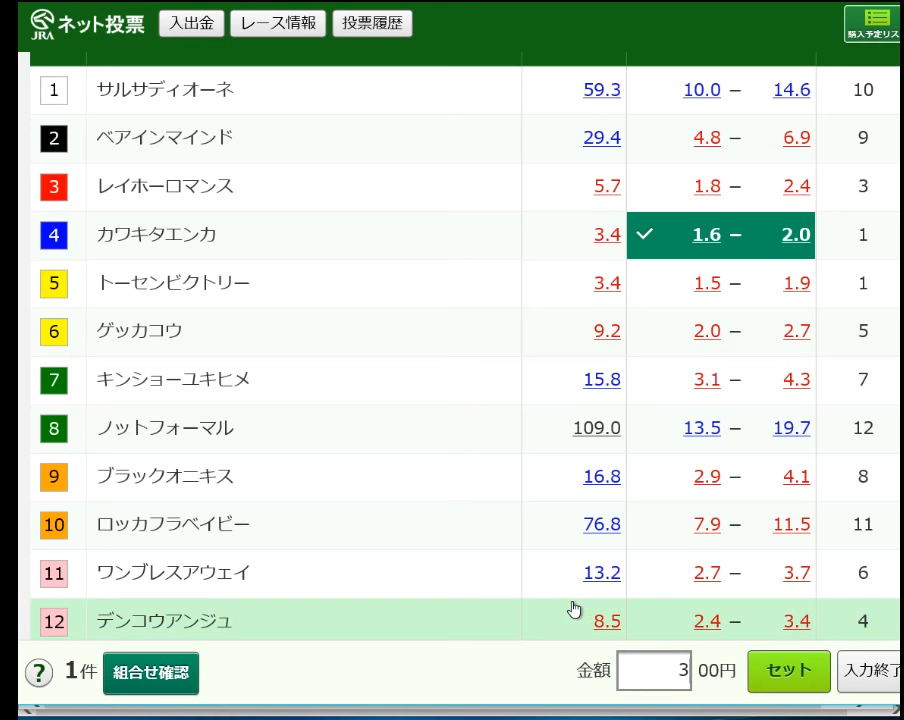 JRA ネット投票 入出金 レース情報 投票履歴 購入予定リス
1 サルサディオーネ 59.3 10.0 − 14.6 10
2 ベアインマインド 29.4 4.8 − 6.9 9
3 レイホーロマンス 5.7 1.8 − 2.4 3
4 カワキタエンカ 3.4 ✓ 1.6 − 2.0 1
5 トーセンビクトリー 3.4 1.5 − 1.9 1
6 ゲッカコウ 9.2 2.0 − 2.7 5
7 キンショーユキヒメ 15.8 3.1 − 4.3 7
8 ノットフォーマル 109.0 13.5 − 19.7 12
9 ブラックオニキス 16.8 2.9 − 4.1 8
10 ロッカフラベイビー 76.8 7.9 − 11.5 11
11 ワンブレスアウェイ 13.2 2.7 − 3.7 6
12 デンコウアンジュ 8.5 2.4 − 3.4 4
? 1件 組合せ確認 金額 3 00円 セット 入力終了